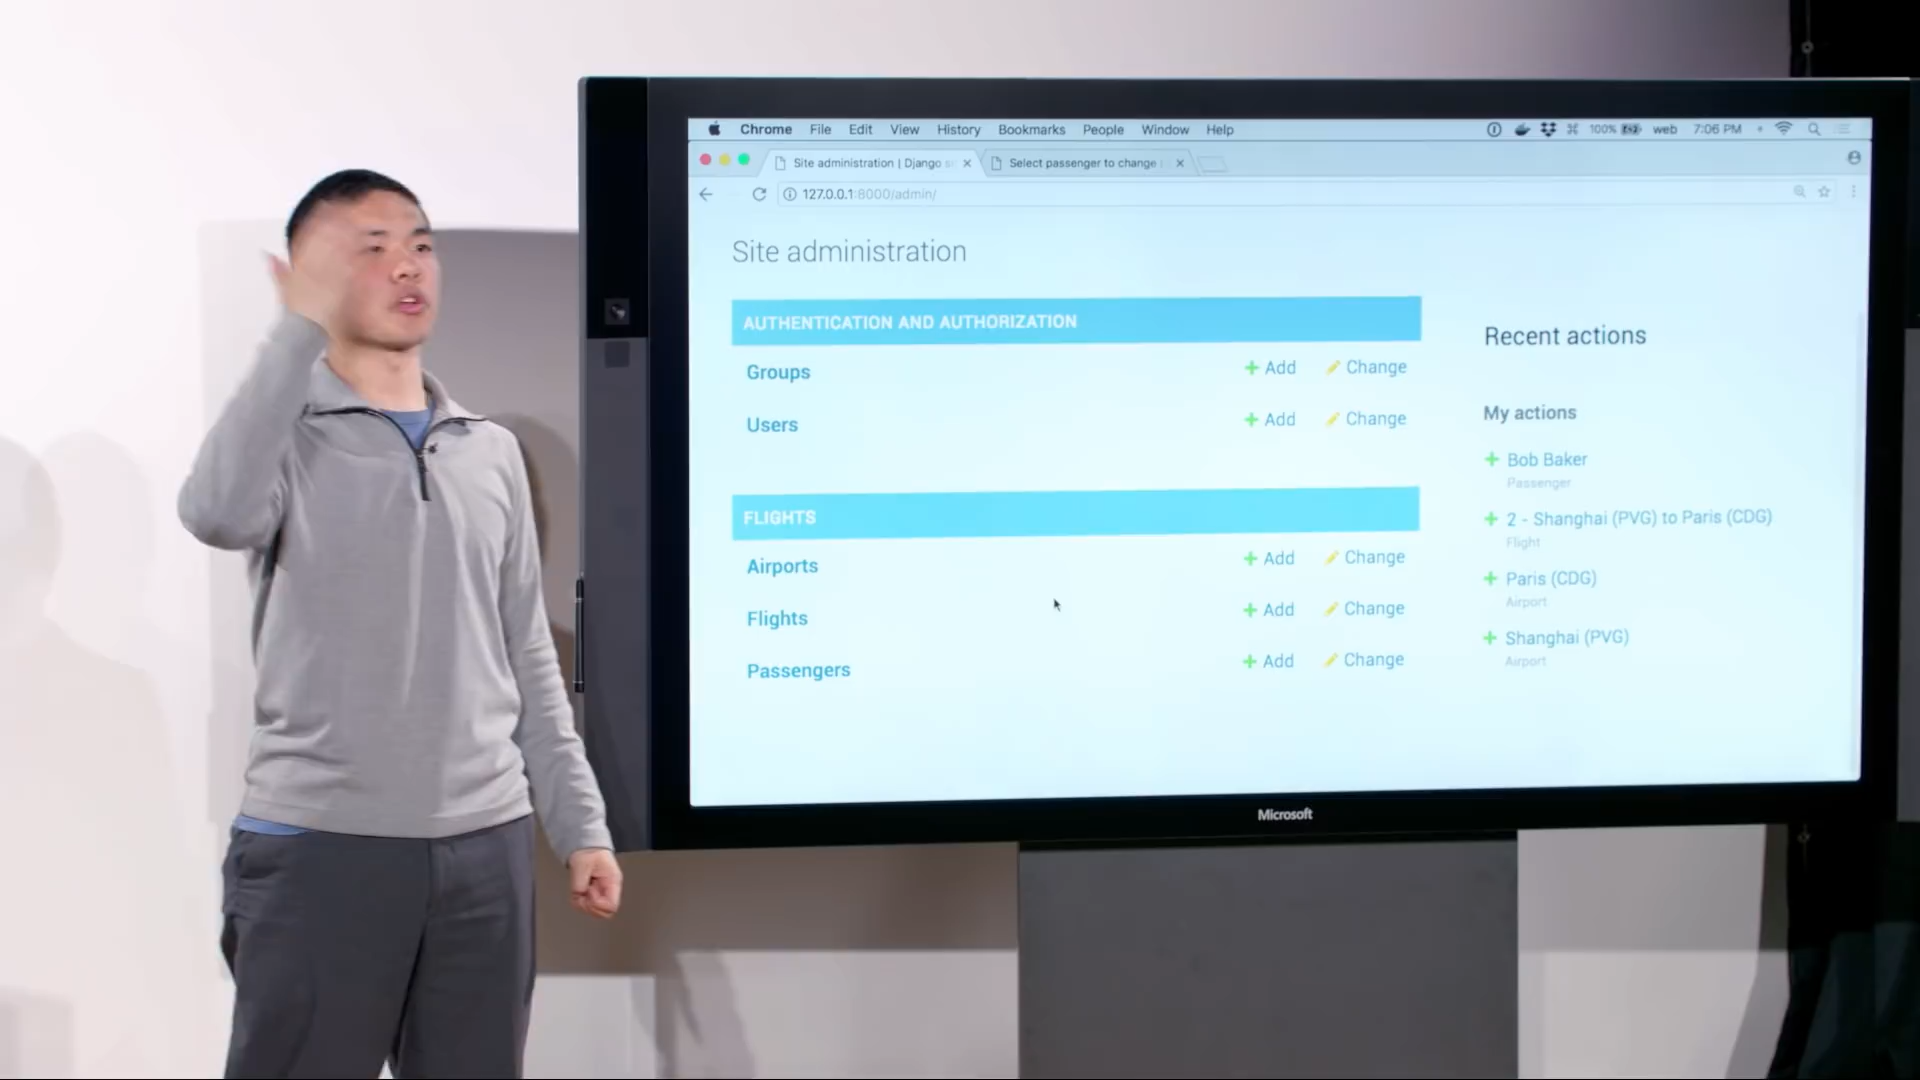 Chrome File Edit View History Bookmarks People Window Help 100% web 7:06 PM
Site administration | Django s
Select passenger to change
127.0.0.1:8000/admin/
Site administration
AUTHENTICATION AND AUTHORIZATION
Groups + Add Change
Users + Add Change
FLIGHTS
Airports + Add Change
Flights + Add Change
Passengers + Add Change
Recent actions
My actions
+ Bob Baker
Passenger
+ 2 - Shanghai (PVG) to Paris (CDG)
Flight
+ Paris (CDG)
Airport
+ Shanghai (PVG)
Airport
Microsoft